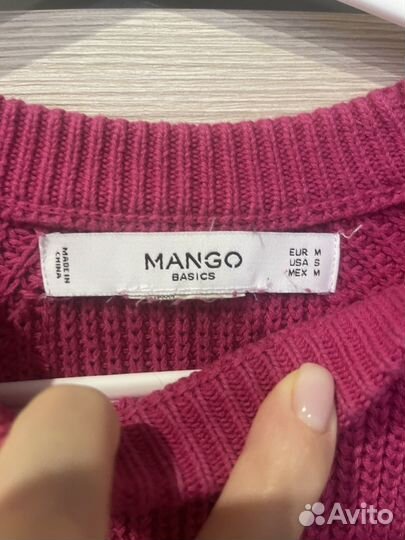 MADE IN
CHINA
MANGO
BASICS
EUR M
USA S
MEX M
Avito